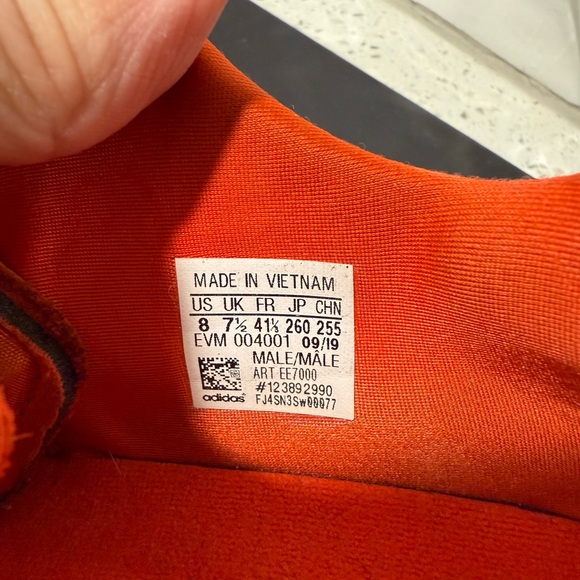 MADE IN VIETNAM
US UK FR JP CHN
8 7½ 41⅓ 260 255
EVM 004001 09/19
MALE/MÂLE
ART EE7000
#123892990
adidas FJ4SN3Sw00077